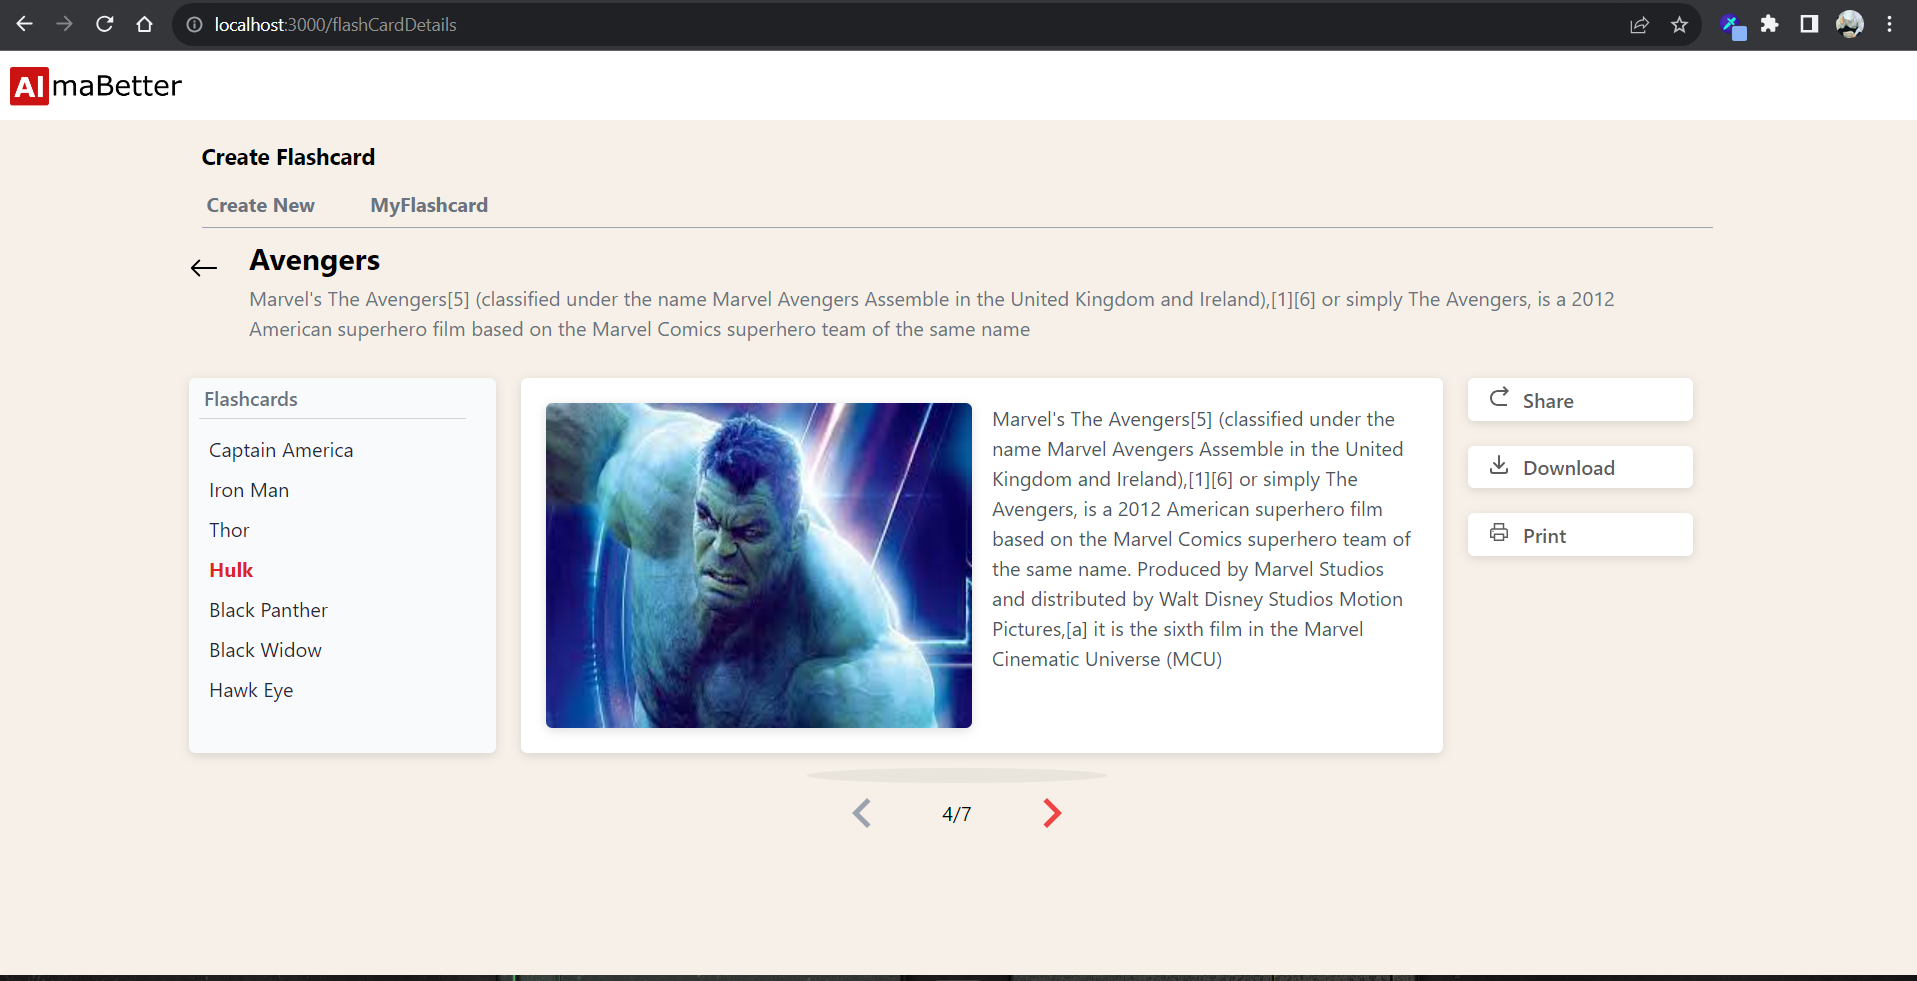 localhost:3000/flashCardDetails
AlmaBetter
Create Flashcard
Create New MyFlashcard
Avengers
Marvel's The Avengers[5] (classified under the name Marvel Avengers Assemble in the United Kingdom and Ireland),[1][6] or simply The Avengers, is a 2012
American superhero film based on the Marvel Comics superhero team of the same name
Flashcards
Captain America
Iron Man
Thor
Hulk
Black Panther
Black Widow
Hawk Eye
Marvel's The Avengers[5] (classified under the
name Marvel Avengers Assemble in the United
Kingdom and Ireland),[1][6] or simply The
Avengers, is a 2012 American superhero film
based on the Marvel Comics superhero team of
the same name. Produced by Marvel Studios
and distributed by Walt Disney Studios Motion
Pictures,[a] it is the sixth film in the Marvel
Cinematic Universe (MCU)
Share
Download
Print
4/7